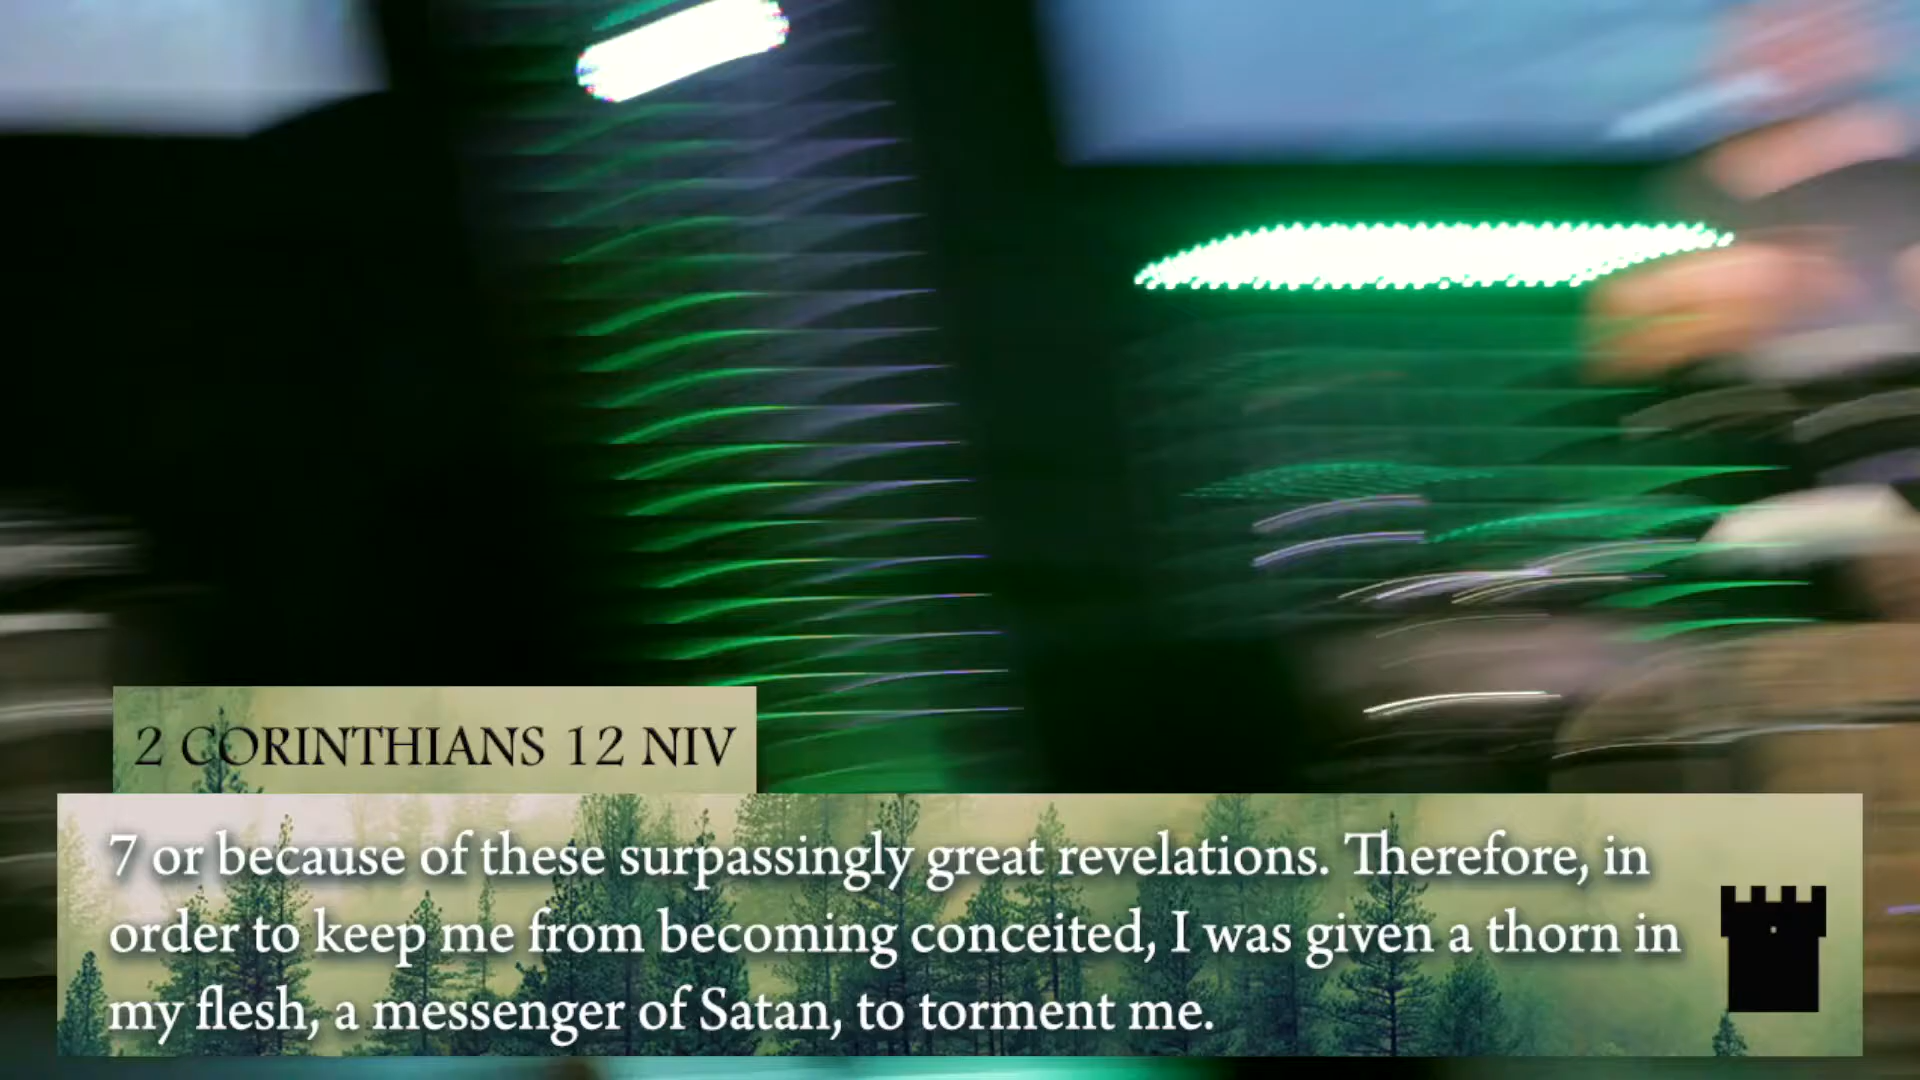 2 CORINTHIANS 12 NIV
7 or because of these surpassingly great revelations. Therefore, in
order to keep me from becoming conceited, I was given a thorn in
my flesh, a messenger of Satan, to torment me.